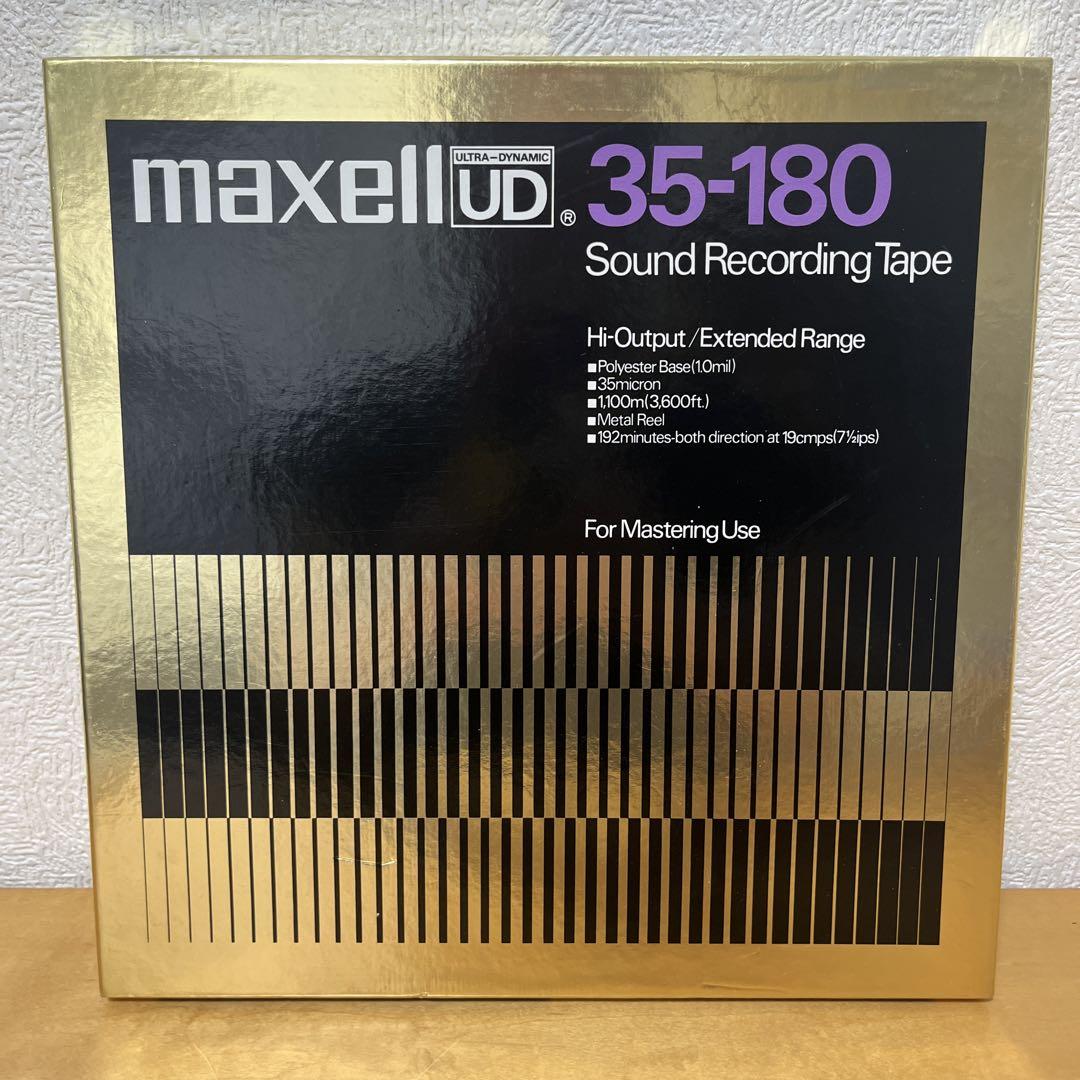 maxell ULTRA-DYNAMIC UD® 35-180
Sound Recording Tape
Hi-Output/Extended Range
■Polyester Base(1.0mil)
■35micron
■1,100m(3,600ft.)
■Metal Reel
■192minutes-both direction at 19cmps(7½ips)
For Mastering Use